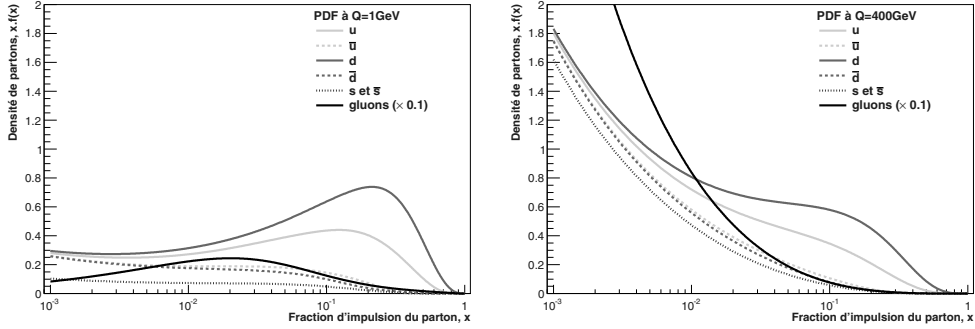 PDF à Q=1GeV
u
u̅
d
d̅
s et s̅
gluons (× 0.1)
Densité de partons, x.f(x)
2
1.8
1.6
1.4
1.2
1
0.8
0.6
0.4
0.2
0
10⁻³
10⁻²
10⁻¹
1
Fraction d'impulsion du parton, x
PDF à Q=400GeV
u
u̅
d
d̅
s et s̅
gluons (× 0.1)
Densité de partons, x.f(x)
2
1.8
1.6
1.4
1.2
1
0.8
0.6
0.4
0.2
0
10⁻³
10⁻²
10⁻¹
1
Fraction d'impulsion du parton, x